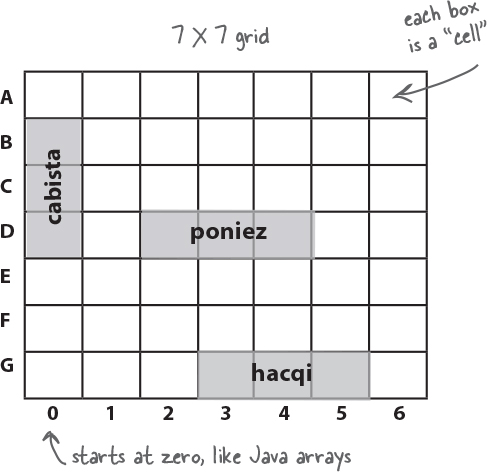 each box
is a “cell”
7 X 7 grid
A
B
C
D
E
F
G
cabista
poniez
hacqi
0 1 2 3 4 5 6
starts at zero, like Java arrays